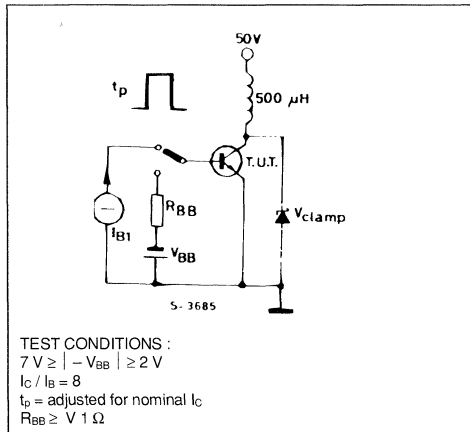 50V
tp
500 µH
T.U.T.
RBB
Vclamp
IB1
VBB
S-3685
TEST CONDITIONS :
7 V ≥ | – VBB | ≥ 2 V
IC / IB = 8
tp = adjusted for nominal IC
RBB ≥ V 1 Ω